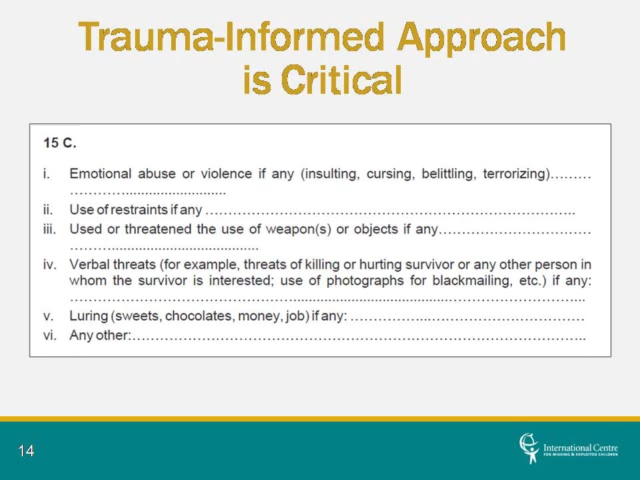 Trauma-Informed Approach
is Critical
15 C.
i. Emotional abuse or violence if any (insulting, cursing, belittling, terrorizing)………
…………..........................
ii. Use of restraints if any ……………………………………………………………………..
iii. Used or threatened the use of weapon(s) or objects if any……………………………
………......................................
iv. Verbal threats (for example, threats of killing or hurting survivor or any other person in
whom the survivor is interested; use of photographs for blackmailing, etc.) if any:
………………………………………………………………………………………………...
v. Luring (sweets, chocolates, money, job) if any: ……………....……………………………
vi. Any other:……………………………………………………………………………………..
14
International Centre
FOR MISSING & EXPLOITED CHILDREN